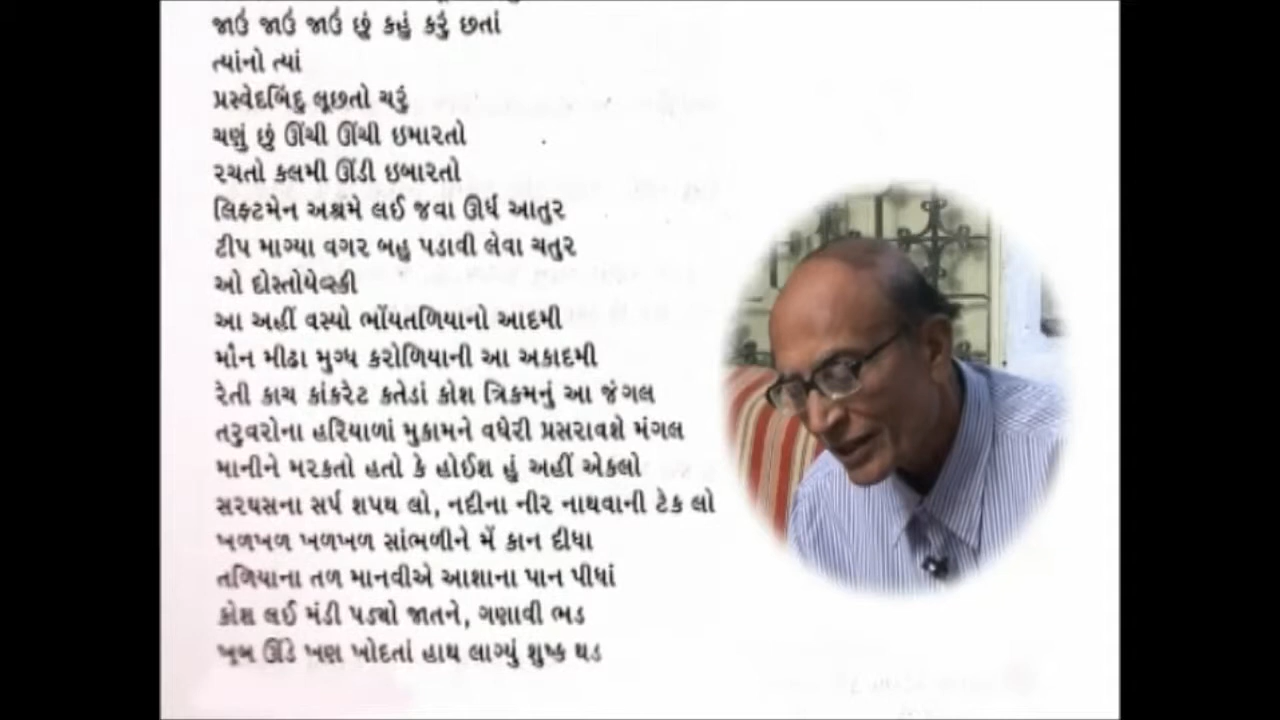 જાઉં જાઉં જાઉં છું કહું કરું છતાં
ત્યાંનો ત્યાં
પ્રસ્વેદબિંદુ લૂછતો ચરું
ચણું છું ઊંચી ઊંચી ઇમારતો
રચતો કલમી ઊંડી ઇબારતો
લિફ્ટમેન અશ્રમે લઈ જવા ઊર્ધ આતુર
ટીપ માગ્યા વગર બહુ પડાવી લેવા ચતુર
ઓ દોસ્તોયેવ્સ્કી
આ અહીં વસ્યો ભોંયતળિયાનો આદમી
મૌન મીઢા મુગ્ધ કરોળિયાની આ અકાદમી
રેતી કાચ કાંકરેટ કતેડાં કોશ ત્રિકમનું આ જંગલ
તરુવરોના હરિયાળાં મુકામને વધેરી પ્રસરાવશે મંગલ
માનીને મરકતો હતો કે હોઈશ હું અહીં એકલો
સરથસના સર્પ શપથ લો, નદીના નીર નાથવાની ટેક લો
ખળખળ ખળખળ સાંભળીને મેં કાન દીધા
તળિયાના તળ માનવીએ આશાના પાન પીધાં
કોશ લઈ મંડી પડ્યો જાતને, ગણાવી ભડ
ખૂબ ઊંડે ખણ ખોદતાં હાથ લાગ્યું શુષ્ક થડ